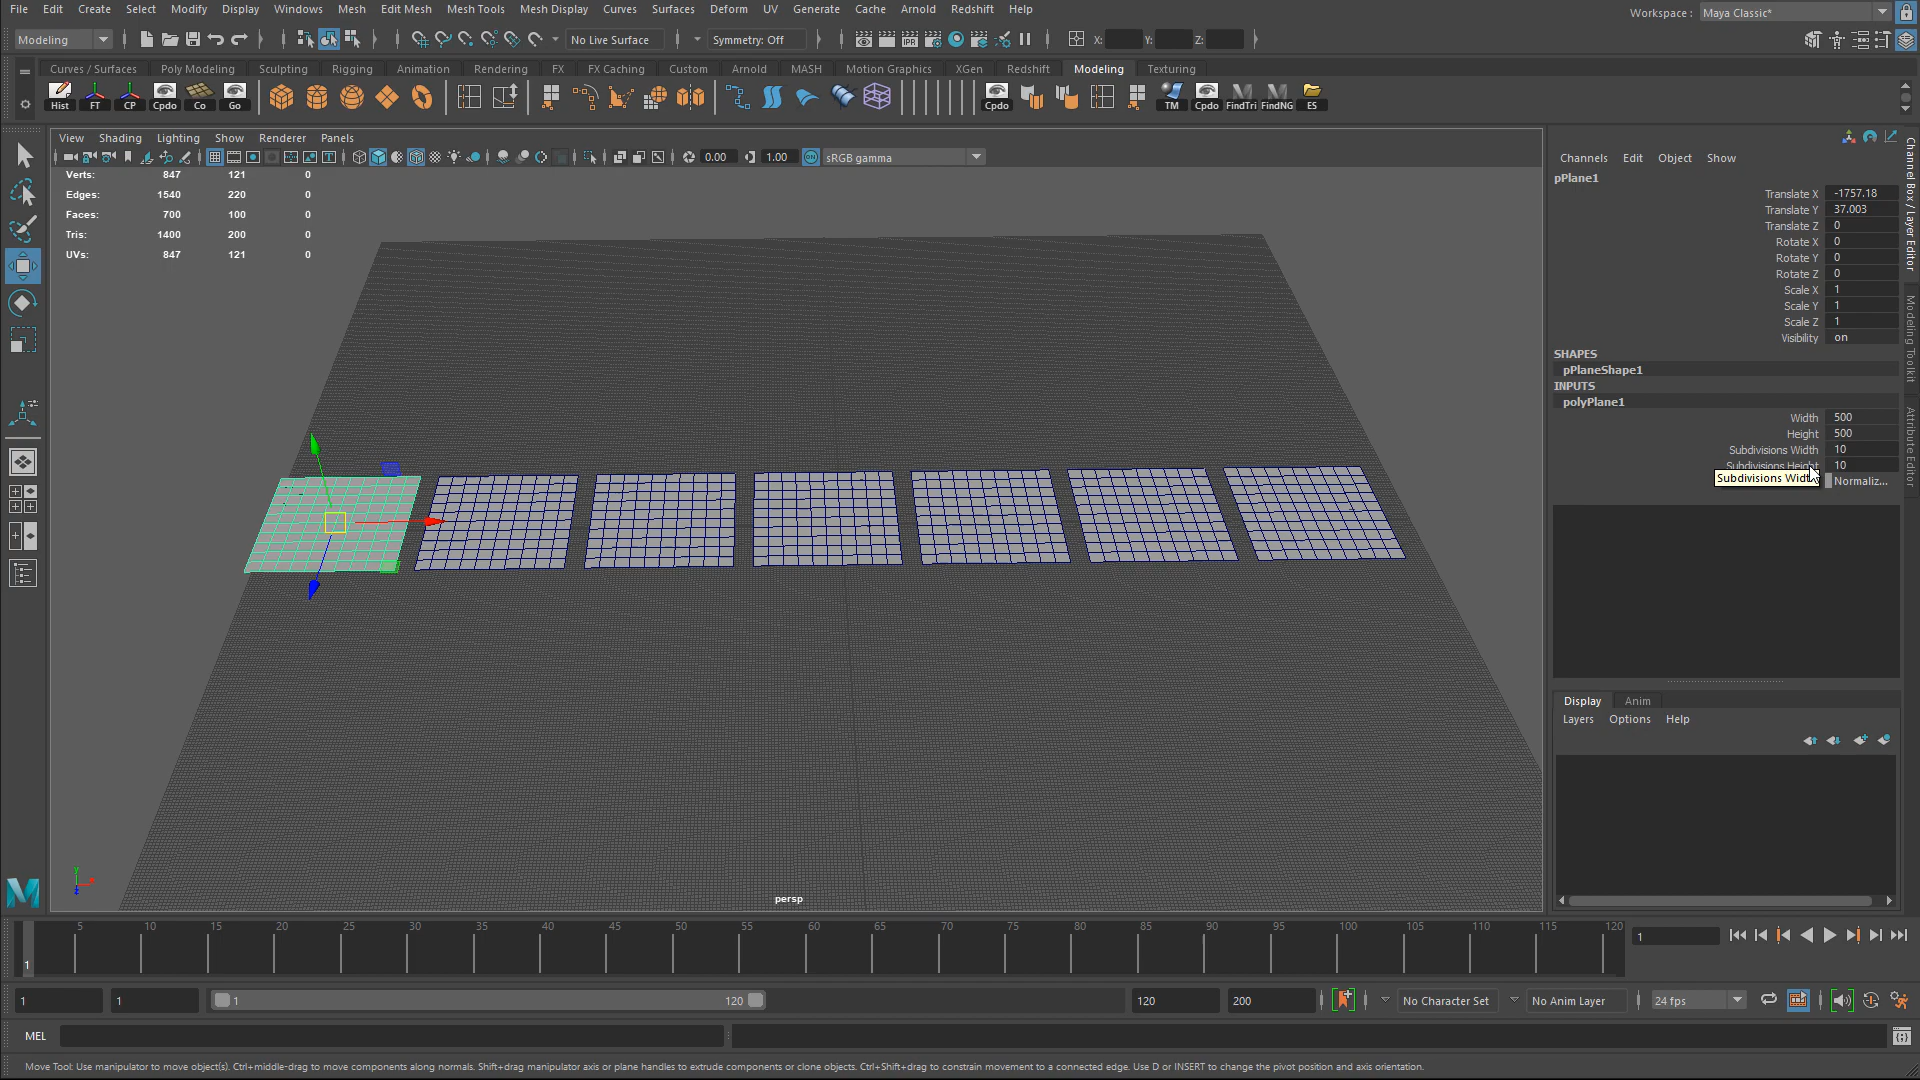 File Edit Create Select Modify Display Windows Mesh Edit Mesh Mesh Tools Mesh Display Curves Surfaces Deform UV Generate Cache Arnold Redshift Help
Workspace : Maya Classic*
Modeling No Live Surface Symmetry: Off X: Y: Z:
Curves / Surfaces Poly Modeling Sculpting Rigging Animation Rendering FX FX Caching Custom Arnold MASH Motion Graphics XGen Redshift Modeling Texturing
Hist FT CP Cpdo Co Go Cpdo TM Cpdo FindTri FindNG ES
View Shading Lighting Show Renderer Panels
0.00 1.00 ON sRGB gamma
Verts: 847 121 0
Edges: 1540 220 0
Faces: 700 100 0
Tris: 1400 200 0
UVs: 847 121 0
persp
Channels Edit Object Show
pPlane1
Translate X -1757.18
Translate Y 37.003
Translate Z 0
Rotate X 0
Rotate Y 0
Rotate Z 0
Scale X 1
Scale Y 1
Scale Z 1
Visibility on
SHAPES
pPlaneShape1
INPUTS
polyPlane1
Width 500
Height 500
Subdivisions Width 10
Subdivisions Height 10
Subdivisions Width
Normaliz...
Channel Box / Layer Editor
Modeling Toolkit
Attribute Editor
Display Anim
Layers Options Help
5 10 15 20 25 30 35 40 45 50 55 60 65 70 75 80 85 90 95 100 105 110 115 120
1
1
1 1 1 120 120 200 No Character Set No Anim Layer 24 fps
MEL
Move Tool: Use manipulator to move object(s). Ctrl+middle-drag to move components along normals. Shift+drag manipulator axis or plane handles to extrude components or clone objects. Ctrl+Shift+drag to constrain movement to a connected edge. Use D or INSERT to change the pivot position and axis orientation.